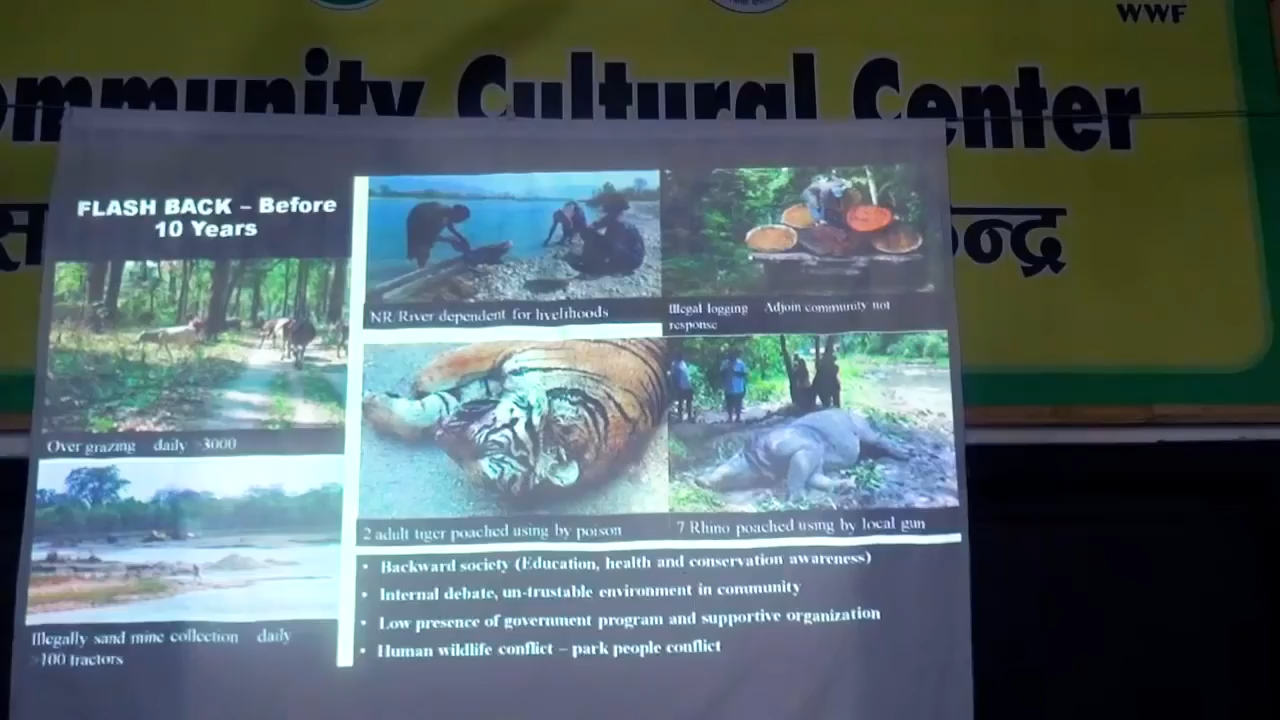 WWF
ommunity Cultural Center
न्द्र
FLASH BACK – Before
10 Years
NR/River dependent for livelihoods
Illegal logging Adjoin community not
response
Over grazing daily >3000
2 adult tiger poached using by poison
7 Rhino poached using by local gun
Illegally sand mine collection daily
>100 tractors
• Backward society (Education, health and conservation awareness)
• Internal debate, un-trustable environment in community
• Low presence of government program and supportive organization
• Human wildlife conflict – park people conflict